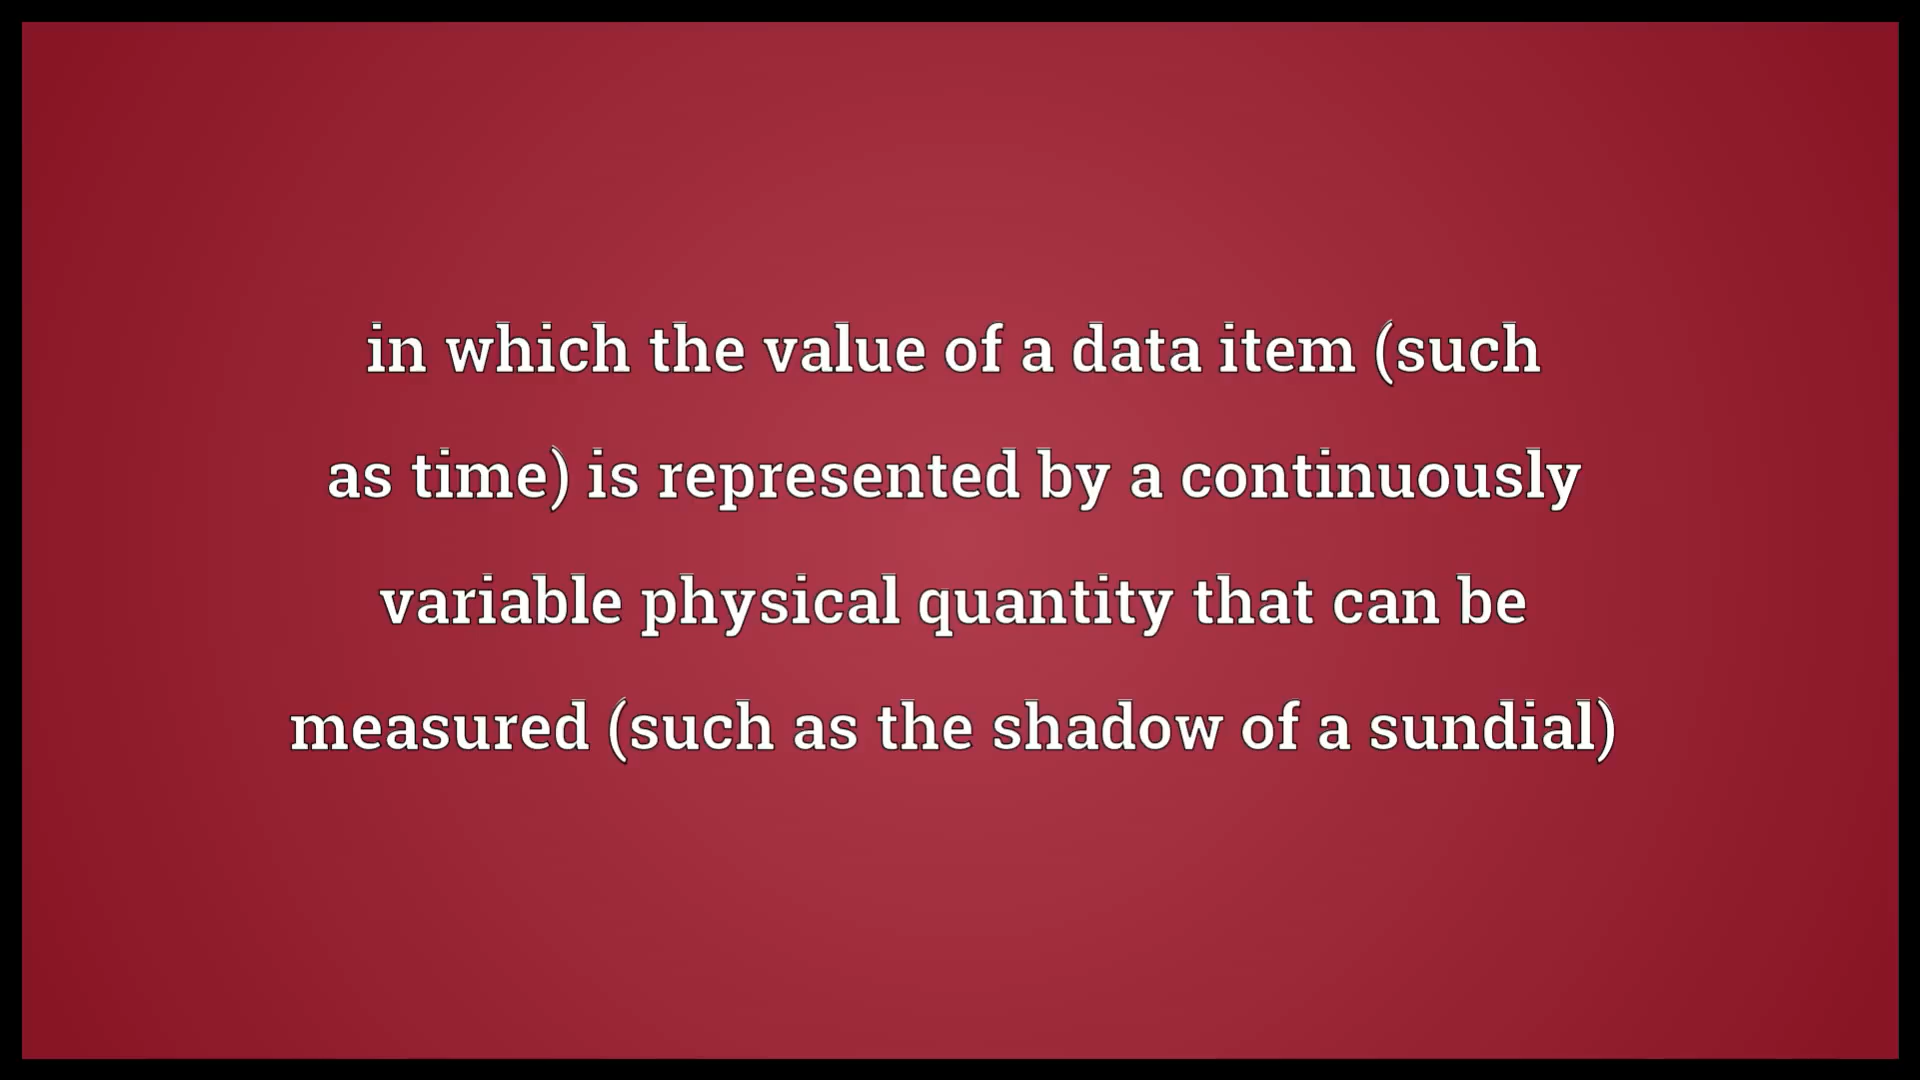 in which the value of a data item (such
as time) is represented by a continuously
variable physical quantity that can be
measured (such as the shadow of a sundial)